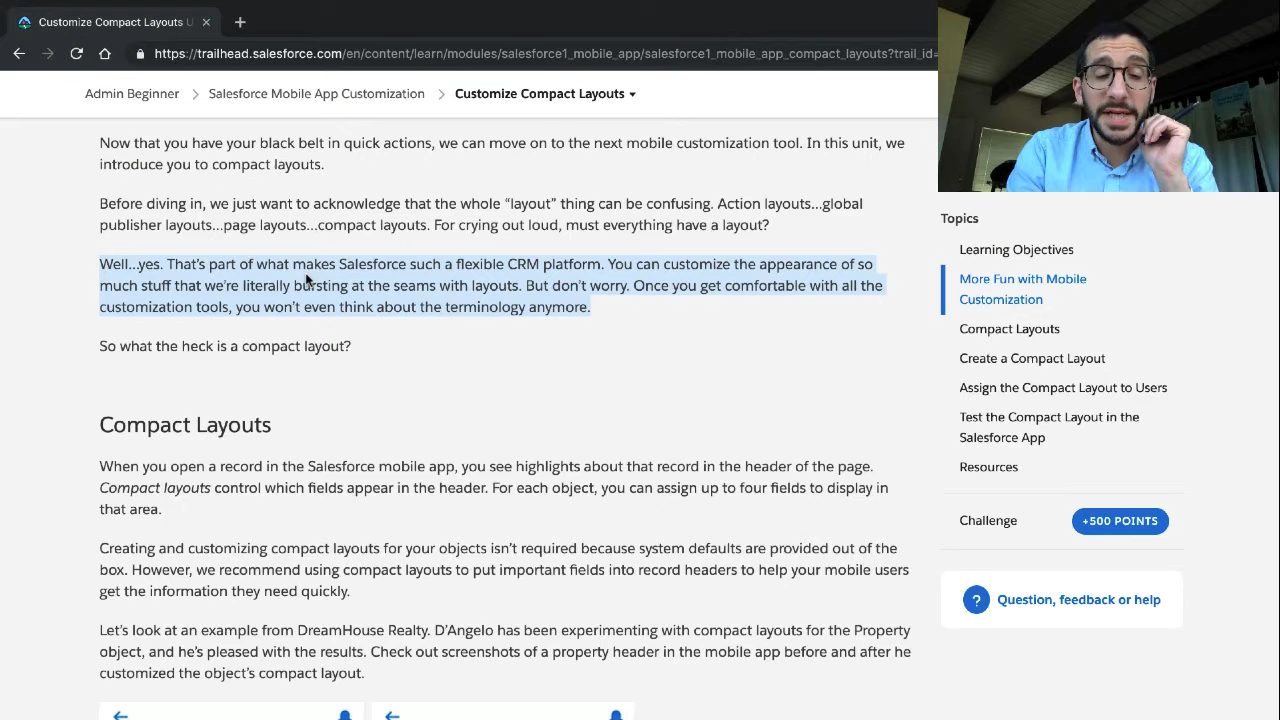 Customize Compact Layouts U
https://trailhead.salesforce.com/en/content/learn/modules/salesforce1_mobile_app/salesforce1_mobile_app_compact_layouts?trail_id=
Admin Beginner
Salesforce Mobile App Customization
Customize Compact Layouts
Now that you have your black belt in quick actions, we can move on to the next mobile customization tool. In this unit, we
introduce you to compact layouts.
Before diving in, we just want to acknowledge that the whole “layout” thing can be confusing. Action layouts…global
publisher layouts…page layouts…compact layouts. For crying out loud, must everything have a layout?
Well…yes. That’s part of what makes Salesforce such a flexible CRM platform. You can customize the appearance of so
much stuff that we’re literally bursting at the seams with layouts. But don’t worry. Once you get comfortable with all the
customization tools, you won’t even think about the terminology anymore.
So what the heck is a compact layout?
Compact Layouts
When you open a record in the Salesforce mobile app, you see highlights about that record in the header of the page.
Compact layouts control which fields appear in the header. For each object, you can assign up to four fields to display in
that area.
Creating and customizing compact layouts for your objects isn’t required because system defaults are provided out of the
box. However, we recommend using compact layouts to put important fields into record headers to help your mobile users
get the information they need quickly.
Let’s look at an example from DreamHouse Realty. D’Angelo has been experimenting with compact layouts for the Property
object, and he’s pleased with the results. Check out screenshots of a property header in the mobile app before and after he
customized the object’s compact layout.
Topics
Learning Objectives
More Fun with Mobile
Customization
Compact Layouts
Create a Compact Layout
Assign the Compact Layout to Users
Test the Compact Layout in the
Salesforce App
Resources
Challenge
+500 POINTS
? Question, feedback or help